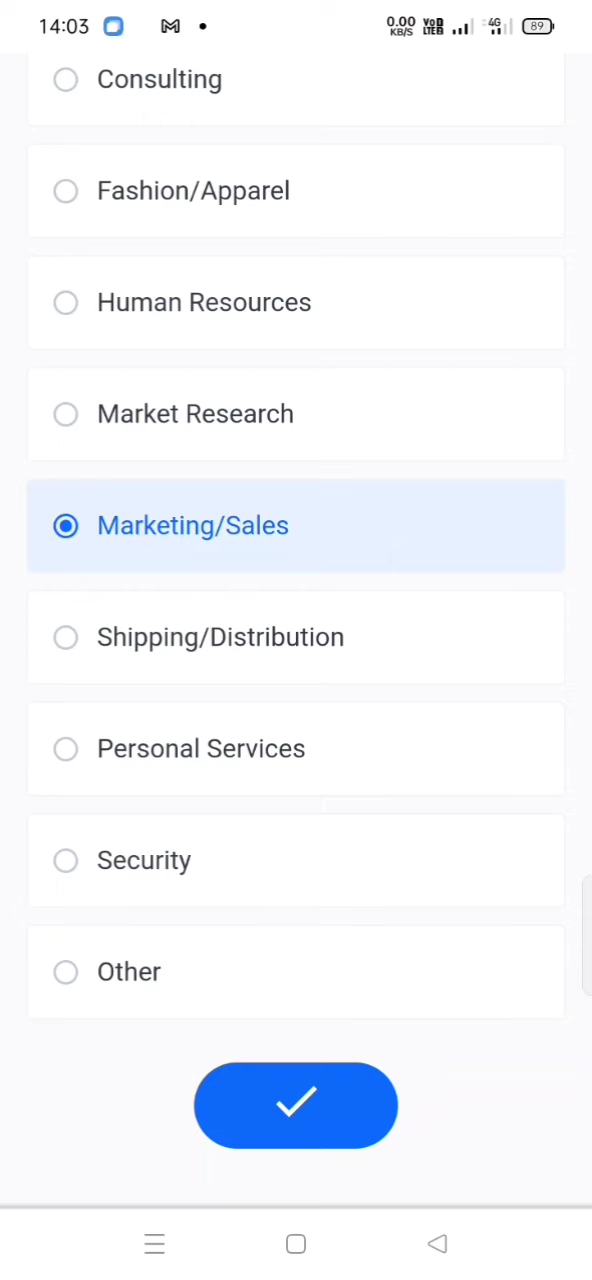 14:03
0.00
KB/S
4G
89
Consulting
Fashion/Apparel
Human Resources
Market Research
Marketing/Sales
Shipping/Distribution
Personal Services
Security
Other